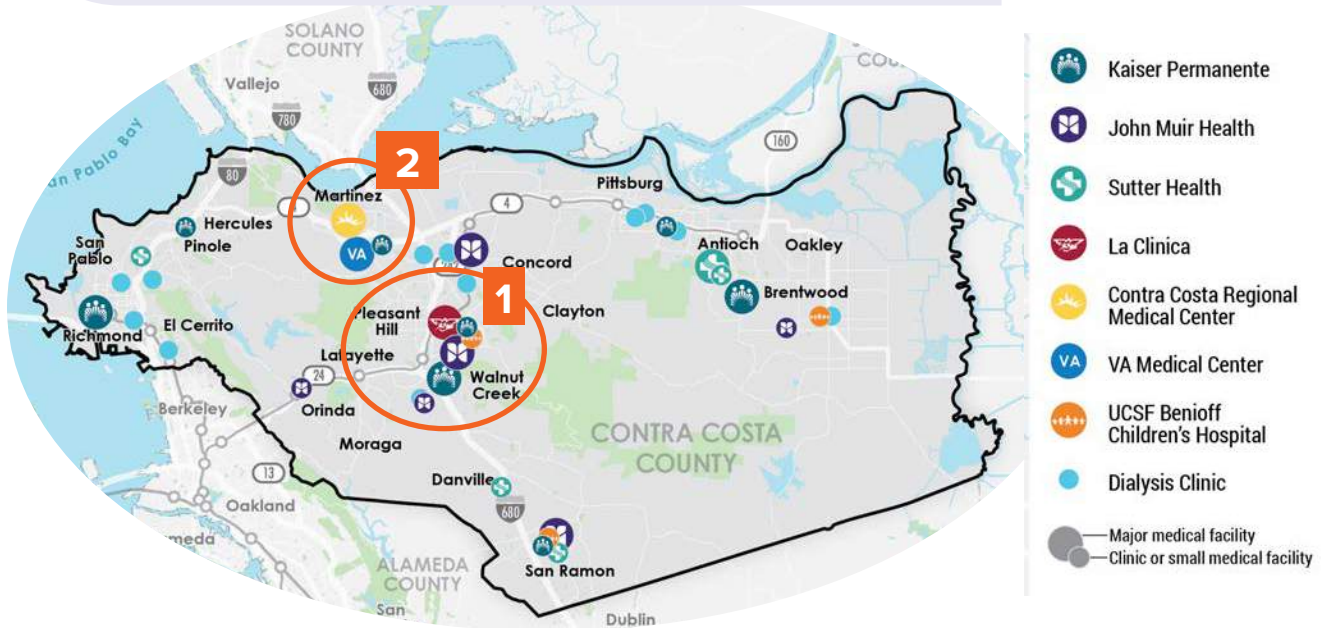 SOLANO
COUNTY
Vallejo
680
780
80
160
2
Martinez
Pittsburg
4
Hercules
Pinole
San
Pablo
VA
Antioch
Oakley
Concord
1
Brentwood
Pleasant
Hill
Clayton
El Cerrito
Richmond
Lafayette
24
Walnut
Creek
Berkeley
Orinda
Moraga
CONTRA COSTA
COUNTY
13
Danville
Oakland
680
ALAMEDA
COUNTY
San Ramon
San
Dublin
Kaiser Permanente
John Muir Health
Sutter Health
La Clinica
Contra Costa Regional
Medical Center
VA
VA Medical Center
UCSF Benioff
Children's Hospital
Dialysis Clinic
Major medical facility
Clinic or small medical facility